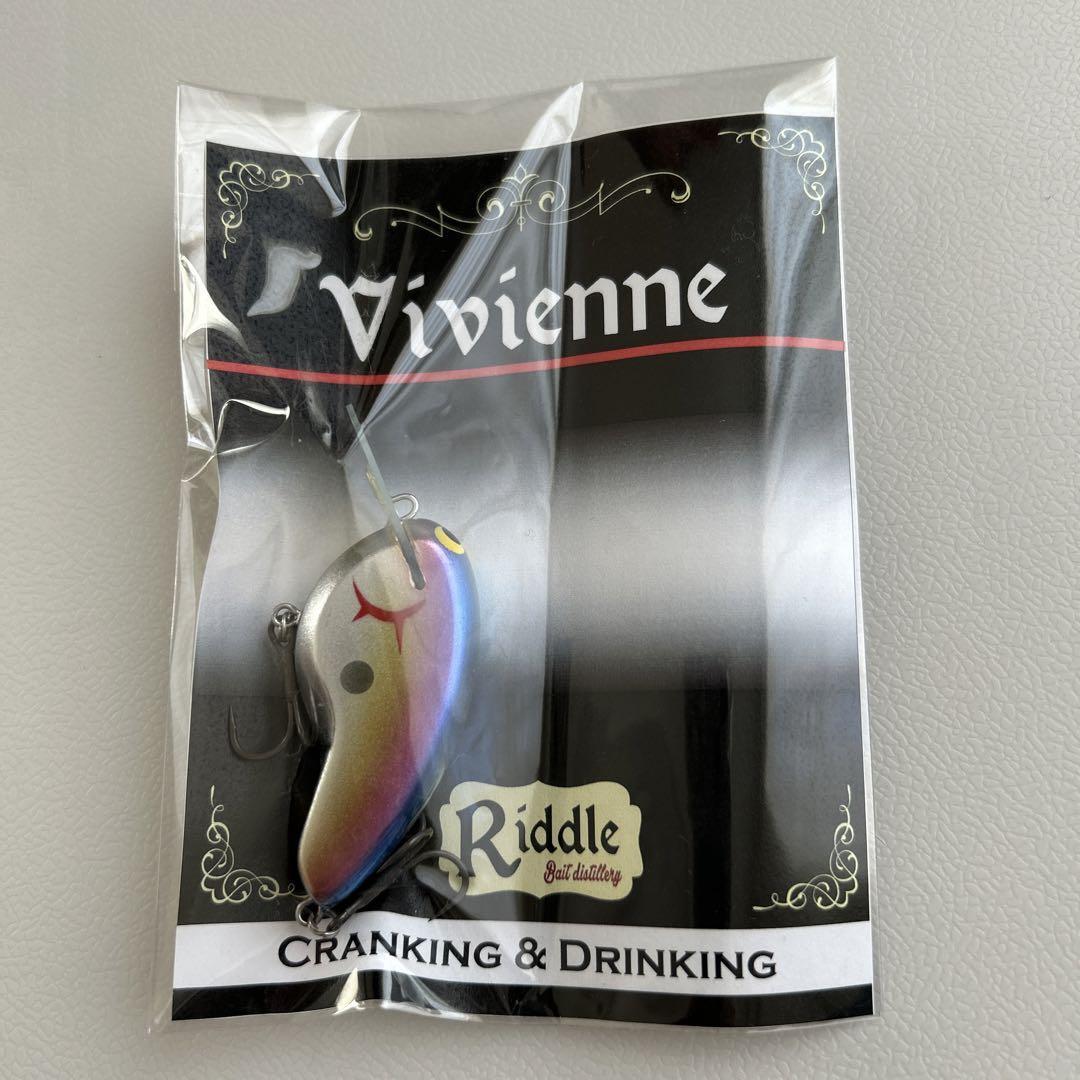 Vivienne
Riddle
Bait distillery
CRANKING & DRINKING